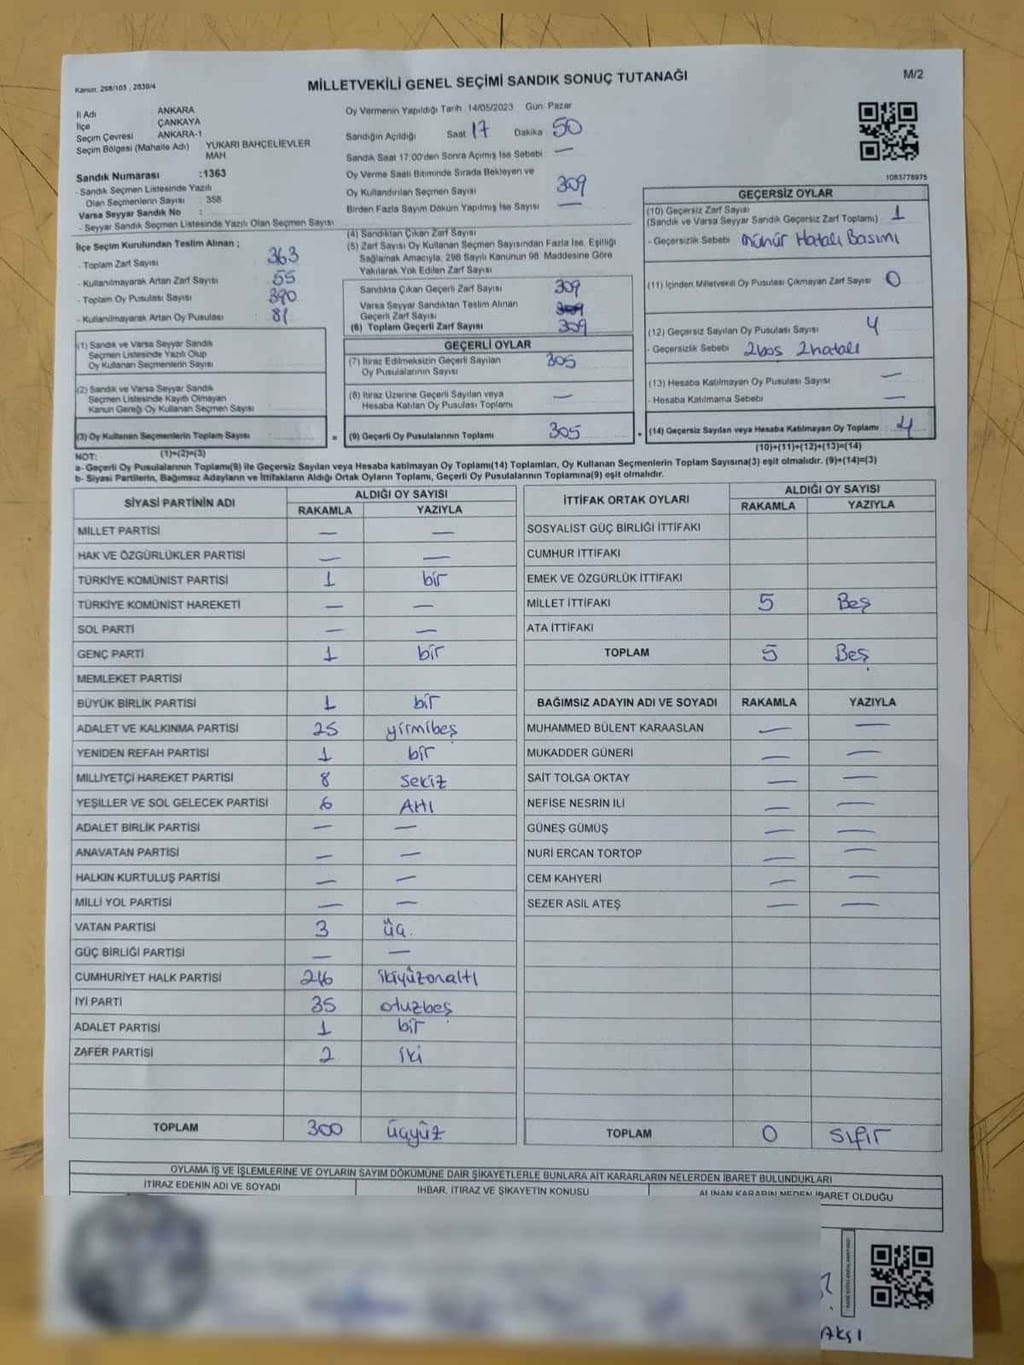 Kanun: 298/105 , 2839/4
MİLLETVEKİLİ GENEL SEÇİMİ SANDIK SONUÇ TUTANAĞI
M/2
İl Adı ANKARA
İlçe ÇANKAYA
Seçim Çevresi ANKARA-1
Seçim Bölgesi (Mahalle Adı) YUKARI BAHÇELİEVLER MAH
Sandık Numarası :1363
- Sandık Seçmen Listesinde Yazılı
Olan Seçmenlerin Sayısı : 358
Varsa Seyyar Sandık No :
- Seyyar Sandık Seçmen Listesinde Yazılı Olan Seçmen Sayısı
İlçe Seçim Kurulundan Teslim Alınan ;
- Toplam Zarf Sayısı 363
- Kullanılmayarak Artan Zarf Sayısı 55
- Toplam Oy Pusulası Sayısı 390
- Kullanılmayarak Artan Oy Pusulası 81
(1) Sandık ve Varsa Seyyar Sandık
Seçmen Listesinde Yazılı Olup
Oy Kullanan Seçmenlerin Sayısı
(2) Sandık ve Varsa Seyyar Sandık
Seçmen Listesinde Kayıtlı Olmayan
Kanun Gereği Oy Kullanan Seçmen Sayısı
(3) Oy Kullanan Seçmenlerin Toplam Sayısı =
(1)+(2)=(3)
Oy Vermenin Yapıldığı Tarih 14/05/2023 Gün Pazar
Sandığın Açıldığı Saat 17 Dakika 50
Sandık Saat 17:00'den Sonra Açılmış İse Sebebi —
Oy Verme Saati Bitiminde Sırada Bekleyen ve
Oy Kullandırılan Seçmen Sayısı 309
Birden Fazla Sayım Döküm Yapılmış İse Sayısı —
(4) Sandıktan Çıkan Zarf Sayısı
(5) Zarf Sayısı Oy Kullanan Seçmen Sayısından Fazla İse, Eşitliği
Sağlamak Amacıyla, 298 Sayılı Kanunun 98. Maddesine Göre
Yakılarak Yok Edilen Zarf Sayısı
Sandıkta Çıkan Geçerli Zarf Sayısı 309
Varsa Seyyar Sandıktan Teslim Alınan
Geçerli Zarf Sayısı 309
(6) Toplam Geçerli Zarf Sayısı 309
GEÇERLİ OYLAR
(7) İtiraz Edilmeksizin Geçerli Sayılan
Oy Pusulalarının Sayısı 305
(8) İtiraz Üzerine Geçerli Sayılan veya
Hesaba Katılan Oy Pusulası Toplamı —
(9) Geçerli Oy Pusulalarının Toplamı 305 +
1083778975
GEÇERSİZ OYLAR
(10) Geçersiz Zarf Sayısı
(Sandık ve Varsa Seyyar Sandık Geçersiz Zarf Toplamı) 1
- Geçersizlik Sebebi Mühür Hatalı Basımı
(11) İçinden Milletvekili Oy Pusulası Çıkmayan Zarf Sayısı 0
(12) Geçersiz Sayılan Oy Pusulası Sayısı 4
- Geçersizlik Sebebi 2boş 2hatalı
(13) Hesaba Katılmayan Oy Pusulası Sayısı —
- Hesaba Katılmama Sebebi —
(14) Geçersiz Sayılan veya Hesaba Katılmayan Oy Toplamı 4
(10)+(11)+(12)+(13)=(14)
NOT:
a- Geçerli Oy Pusulalarının Toplamı(9) ile Geçersiz Sayılan veya Hesaba katılmayan Oy Toplamı(14) Toplamları, Oy Kullanan Seçmenlerin Toplam Sayısına(3) eşit olmalıdır. (9)+(14)=(3)
b- Siyasi Partilerin, Bağımsız Adayların ve İttifakların Aldığı Ortak Oyların Toplamı, Geçerli Oy Pusulalarının Toplamına(9) eşit olmalıdır.
SİYASİ PARTİNİN ADI ALDIĞI OY SAYISI
RAKAMLA YAZIYLA
MİLLET PARTİSİ — —
HAK VE ÖZGÜRLÜKLER PARTİSİ — —
TÜRKİYE KOMÜNİST PARTİSİ 1 bir
TÜRKİYE KOMÜNİST HAREKETİ — —
SOL PARTİ — —
GENÇ PARTİ 1 bir
MEMLEKET PARTİSİ
BÜYÜK BİRLİK PARTİSİ 1 bir
ADALET VE KALKINMA PARTİSİ 25 yirmibeş
YENİDEN REFAH PARTİSİ 1 bir
MİLLİYETÇİ HAREKET PARTİSİ 8 sekiz
YEŞİLLER VE SOL GELECEK PARTİSİ 6 Altı
ADALET BİRLİK PARTİSİ — —
ANAVATAN PARTİSİ — —
HALKIN KURTULUŞ PARTİSİ — —
MİLLİ YOL PARTİSİ — —
VATAN PARTİSİ 3 üç.
GÜÇ BİRLİĞİ PARTİSİ — —
CUMHURİYET HALK PARTİSİ 216 ikiyüzonaltı
İYİ PARTİ 35 otuzbeş
ADALET PARTİSİ 1 bir
ZAFER PARTİSİ 2 iki
TOPLAM 300 üçyüz
İTTİFAK ORTAK OYLARI ALDIĞI OY SAYISI
RAKAMLA YAZIYLA
SOSYALİST GÜÇ BİRLİĞİ İTTİFAKI
CUMHUR İTTİFAKI
EMEK VE ÖZGÜRLÜK İTTİFAKI
MİLLET İTTİFAKI 5 Beş
ATA İTTİFAKI
TOPLAM 5 Beş
BAĞIMSIZ ADAYIN ADI VE SOYADI RAKAMLA YAZIYLA
MUHAMMED BÜLENT KARAASLAN — —
MUKADDER GÜNERİ — —
SAİT TOLGA OKTAY — —
NEFİSE NESRİN İLİ — —
GÜNEŞ GÜMÜŞ — —
NURİ ERCAN TORTOP — —
CEM KAHYERİ — —
SEZER ASİL ATEŞ — —
TOPLAM 0 sıfır
OYLAMA İŞ VE İŞLEMLERİNE VE OYLARIN SAYIM DÖKÜMÜNE DAİR ŞİKAYETLERLE BUNLARA AİT KARARLARIN NELERDEN İBARET BULUNDUKLARI
İTİRAZ EDENİN ADI VE SOYADI İHBAR, İTİRAZ VE ŞİKAYETİN KONUSU ALINAN KARARIN NEDEN İBARET OLDUĞU